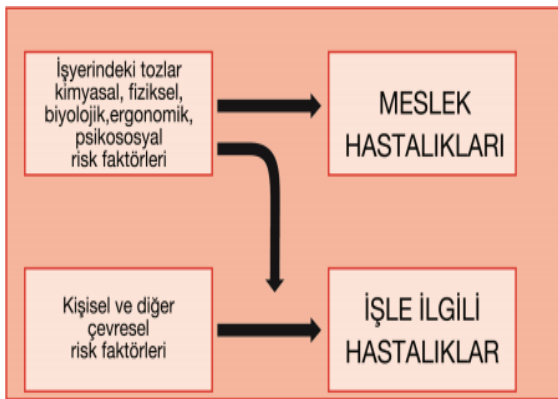 İşyerindeki tozlar
kimyasal, fiziksel,
biyolojik,ergonomik,
psikososyal
risk faktörleri
MESLEK
HASTALIKLARI
Kişisel ve diğer
çevresel
risk faktörleri
İŞLE İLGİLİ
HASTALIKLAR